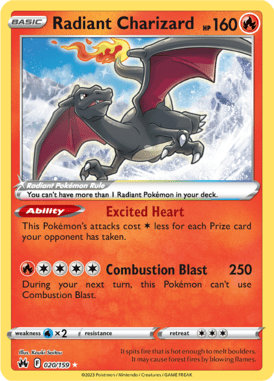 BASIC Radiant Charizard HP160
Radiant Pokémon Rule
You can't have more than 1 Radiant Pokémon in your deck.
Ability Excited Heart
This Pokémon's attacks cost less for each Prize card
your opponent has taken.
Combustion Blast 250
During your next turn, this Pokémon can't use
Combustion Blast.
weakness ×2 resistance retreat
Illus.
020/159
It spits fire that is hot enough to melt boulders.
It may cause forest fires by blowing flames.
©2023 Pokémon / Nintendo / Creatures / GAME FREAK